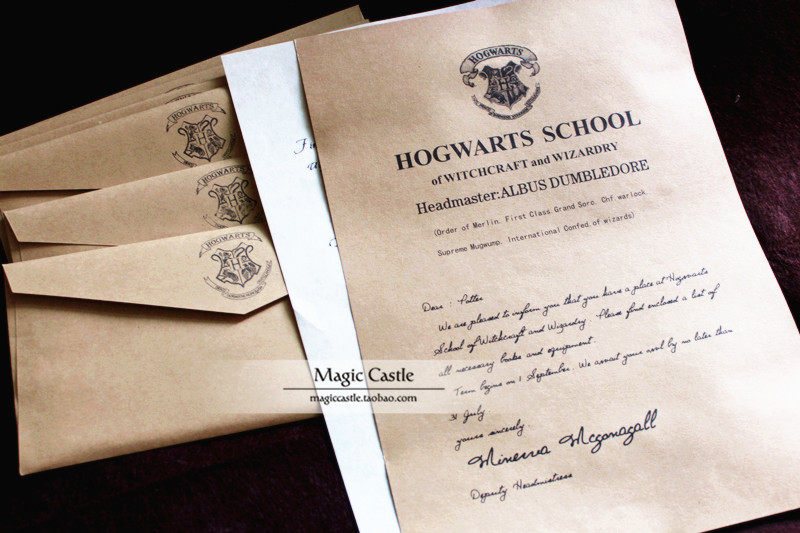 HOGWARTS
HOGWARTS SCHOOL
of WITCHCRAFT and WIZARDRY
Headmaster:ALBUS DUMBLEDORE
(Order of Merlin. First Class Grand Soro. Chf.warlock.
Supreme Mugwump. International Confed.of wizards)
Dear : Potter
We are pleased to inform you that you have a place at Hogwarts
School of Witchcraft and Wizardry. Please find enclosed a list of
all necessary books and equipment.
Term begins on 1 September. We await your owl by no later than
31 July.
yours sincerely
Minerva Mcgonagall
Deputy Headmistress
HOGWARTS
HOGWARTS
HOGWARTS
Magic Castle
magiccastle.taobao.com